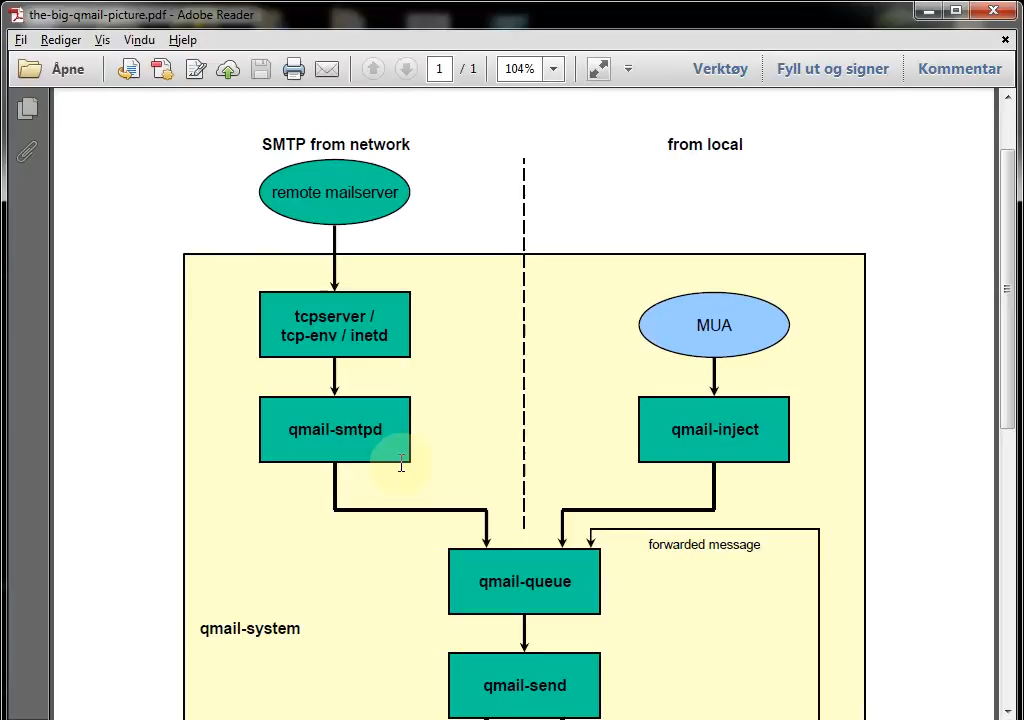 the-big-qmail-picture.pdf - Adobe Reader
Fil Rediger Vis Vindu Hjelp
Åpne 1 / 1 104% Verktøy Fyll ut og signer Kommentar
SMTP from network from local
remote mailserver
tcpserver /
tcp-env / inetd
MUA
qmail-smtpd qmail-inject
forwarded message
qmail-queue
qmail-system
qmail-send